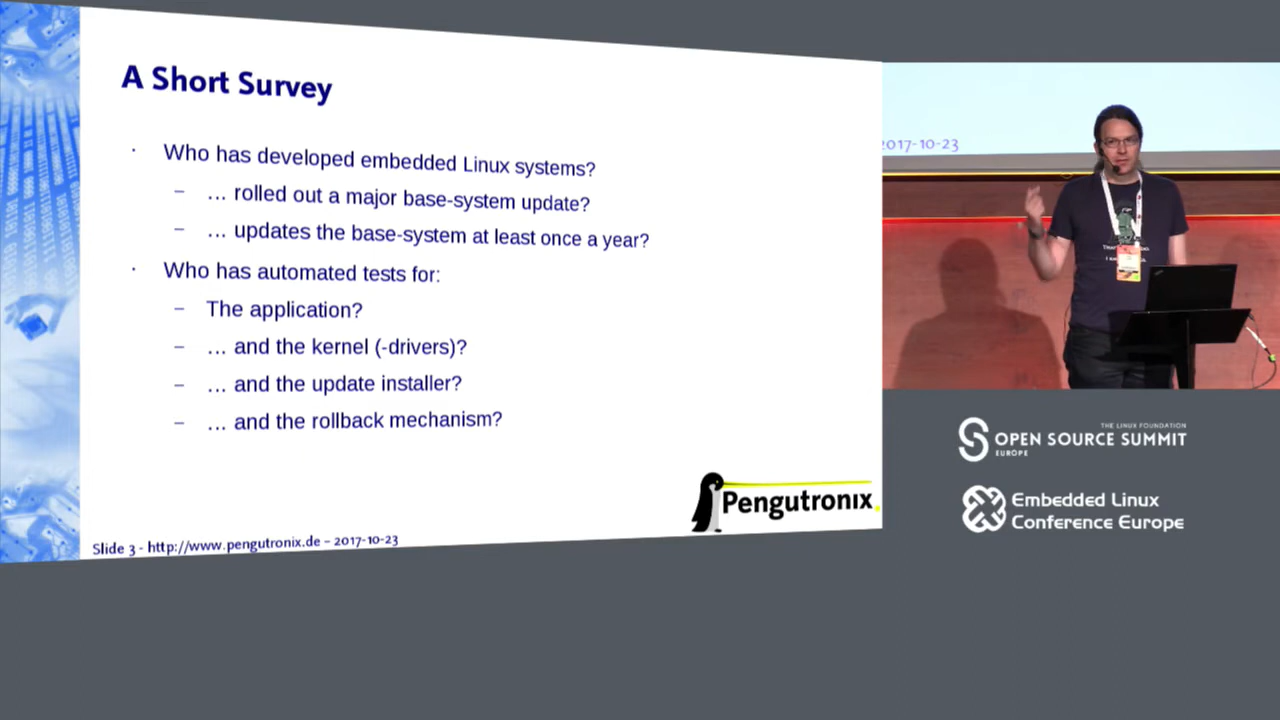 A Short Survey
· Who has developed embedded Linux systems?
– ... rolled out a major base-system update?
– ... updates the base-system at least once a year?
· Who has automated tests for:
– The application?
– ... and the kernel (-drivers)?
– ... and the update installer?
– ... and the rollback mechanism?
Pengutronix
Slide 3 - http://www.pengutronix.de – 2017-10-23
2017-10-23
THE LINUX FOUNDATION
OPEN SOURCE SUMMIT
EUROPE
Embedded Linux
Conference Europe